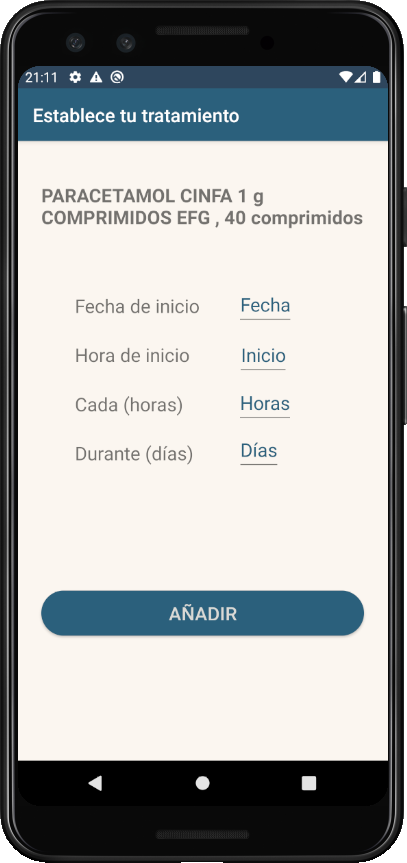 21:11
Establece tu tratamiento
PARACETAMOL CINFA 1 g
COMPRIMIDOS EFG , 40 comprimidos
Fecha de inicio Fecha
Hora de inicio Inicio
Cada (horas) Horas
Durante (días) Días
AÑADIR